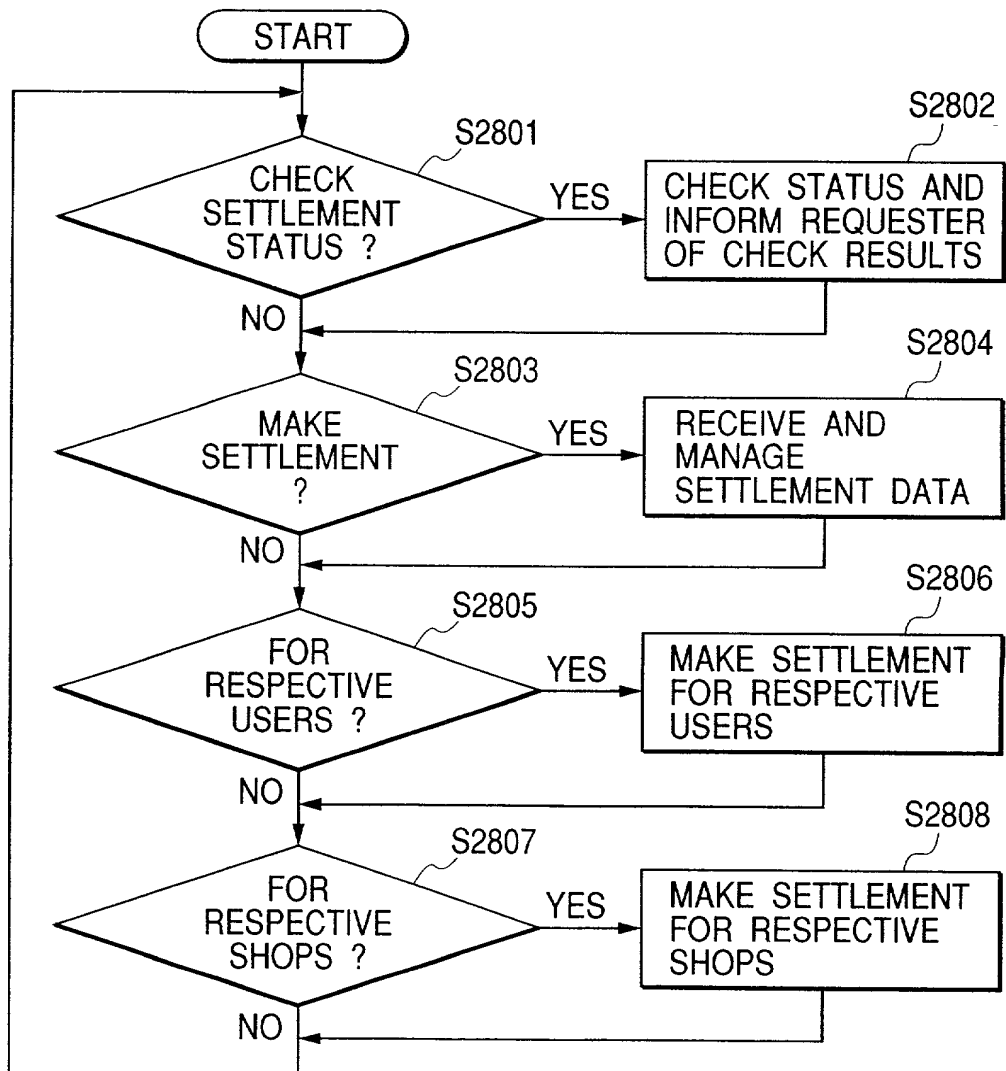 START
S2801
S2802
CHECK
SETTLEMENT
STATUS ?
YES
CHECK STATUS AND
INFORM REQUESTER
OF CHECK RESULTS
NO
S2803
S2804
MAKE
SETTLEMENT
?
YES
RECEIVE AND
MANAGE
SETTLEMENT DATA
NO
S2805
S2806
FOR
RESPECTIVE
USERS ?
YES
MAKE SETTLEMENT
FOR RESPECTIVE
USERS
NO
S2807
S2808
FOR
RESPECTIVE
SHOPS ?
YES
MAKE SETTLEMENT
FOR RESPECTIVE
SHOPS
NO